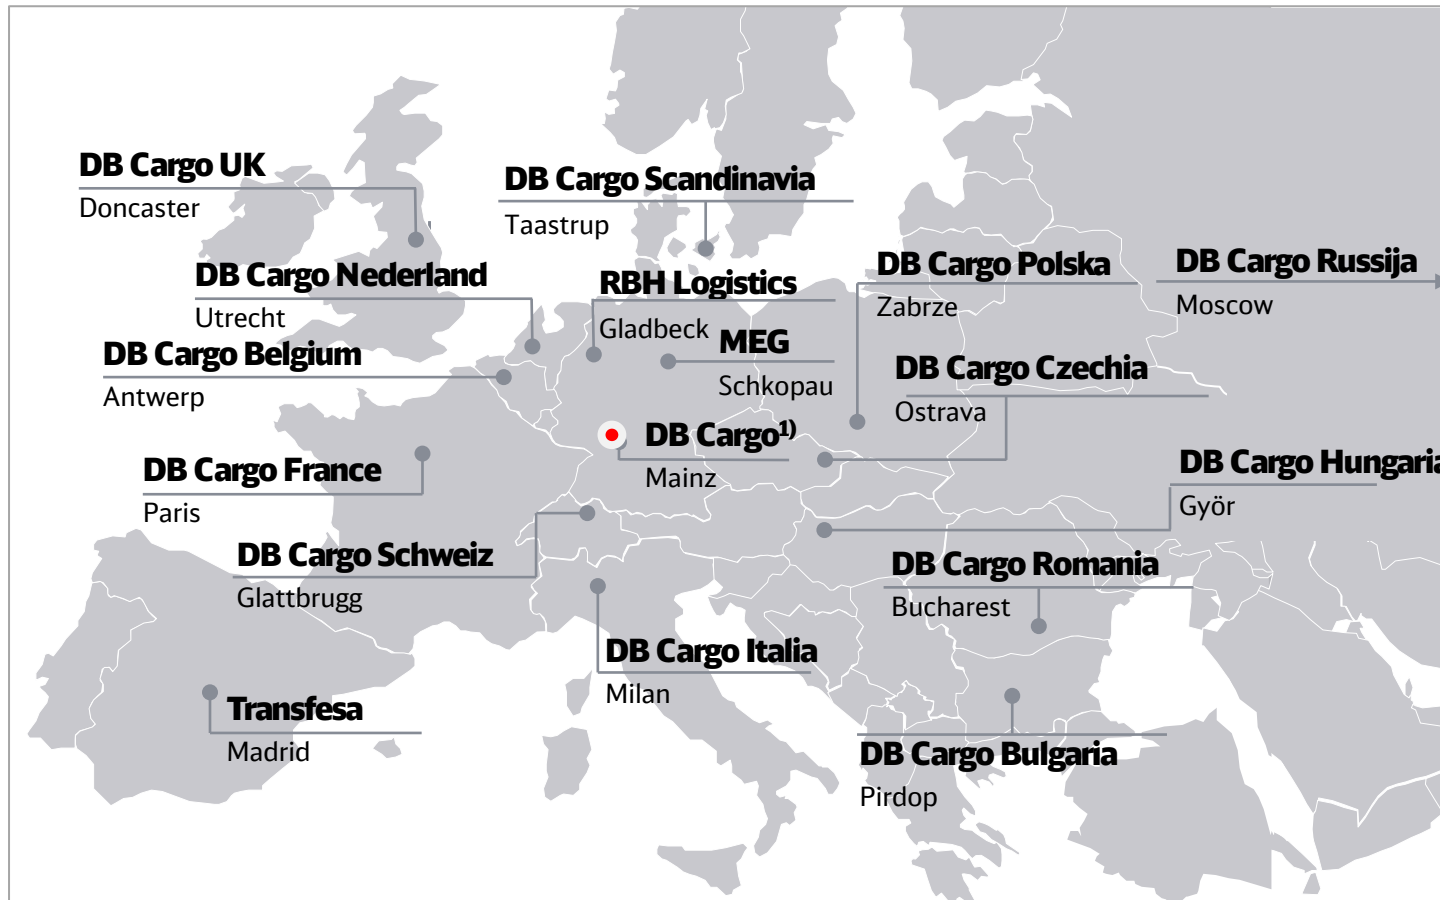 DB Cargo UK
Doncaster
DB Cargo Scandinavia
Taastrup
DB Cargo Nederland
Utrecht
RBH Logistics
Gladbeck
DB Cargo Polska
Zabrze
DB Cargo Russija
Moscow
DB Cargo Belgium
Antwerp
MEG
Schkopau
DB Cargo Czechia
Ostrava
DB Cargo¹⁾
Mainz
DB Cargo France
Paris
DB Cargo Hungaria
Györ
DB Cargo Schweiz
Glattbrugg
DB Cargo Romania
Bucharest
DB Cargo Italia
Milan
Transfesa
Madrid
DB Cargo Bulgaria
Pirdop